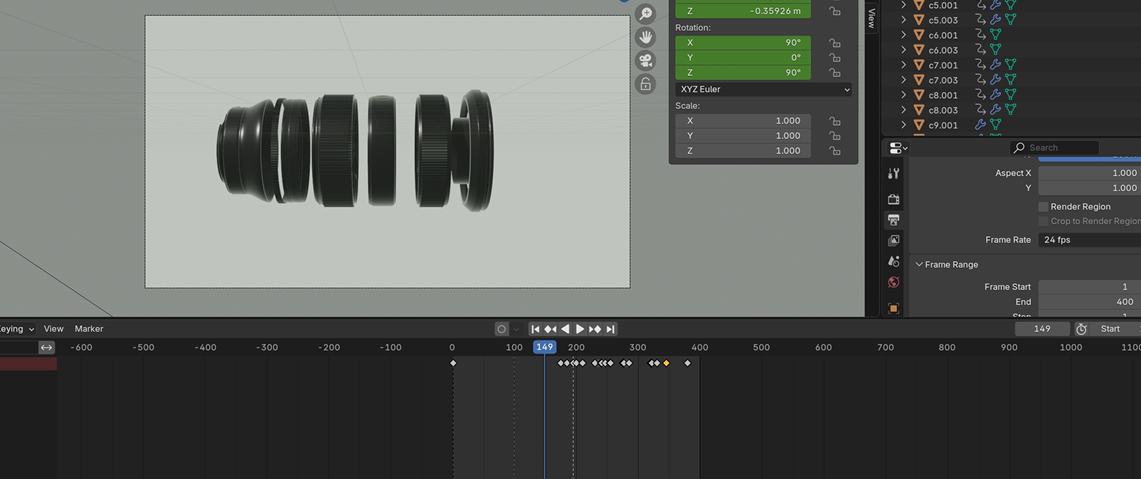 Z -0.35926 m
Rotation:
X 90°
Y 0°
Z 90°
XYZ Euler
Scale:
X 1.000
Y 1.000
Z 1.000
View
c5.001
c5.003
c6.001
c6.003
c7.001
c7.003
c8.001
c8.003
c9.001
Search
Aspect X 1.000
Y 1.000
Render Region
Crop to Render Region
Frame Rate 24 fps
Frame Range
Frame Start 1
End 400
Keying View Marker
149 Start
-600 -500 -400 -300 -200 -100 0 100 149 200 300 400 500 600 700 800 900 1000 1100